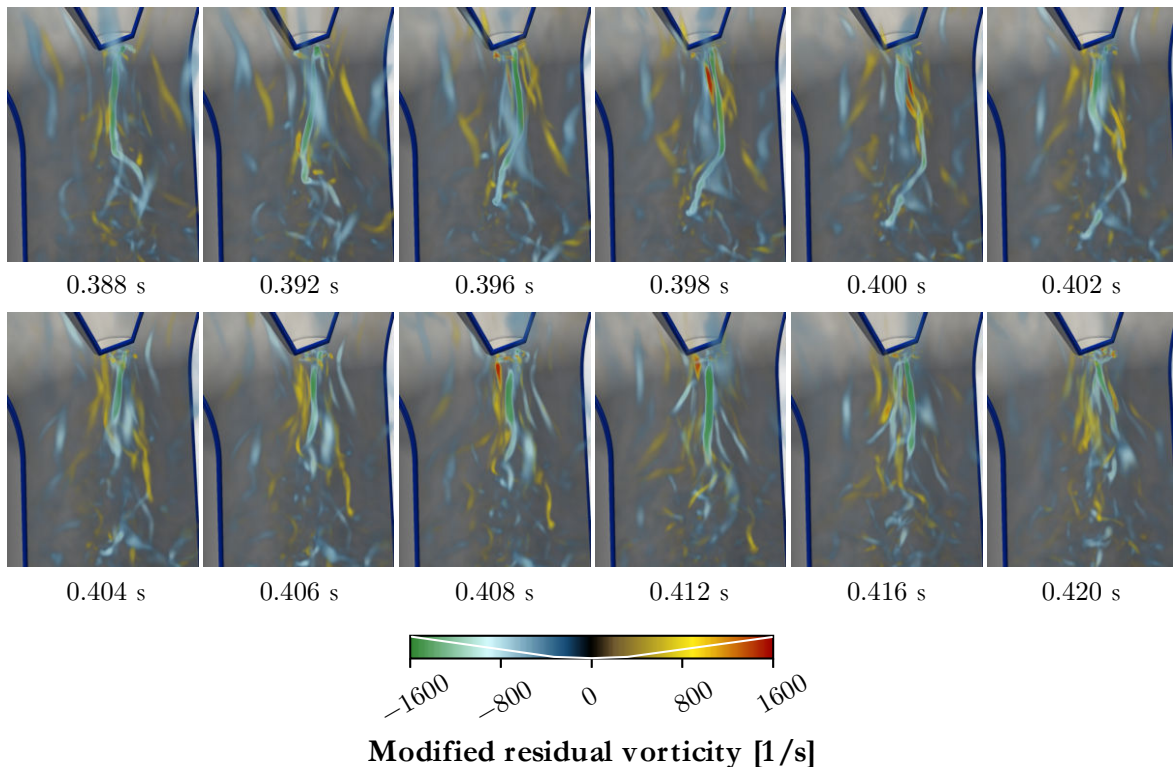 0.388 s 0.392 s 0.396 s 0.398 s 0.400 s 0.402 s
0.404 s 0.406 s 0.408 s 0.412 s 0.416 s 0.420 s
−1600 −800 0 800 1600
Modified residual vorticity [1/s]